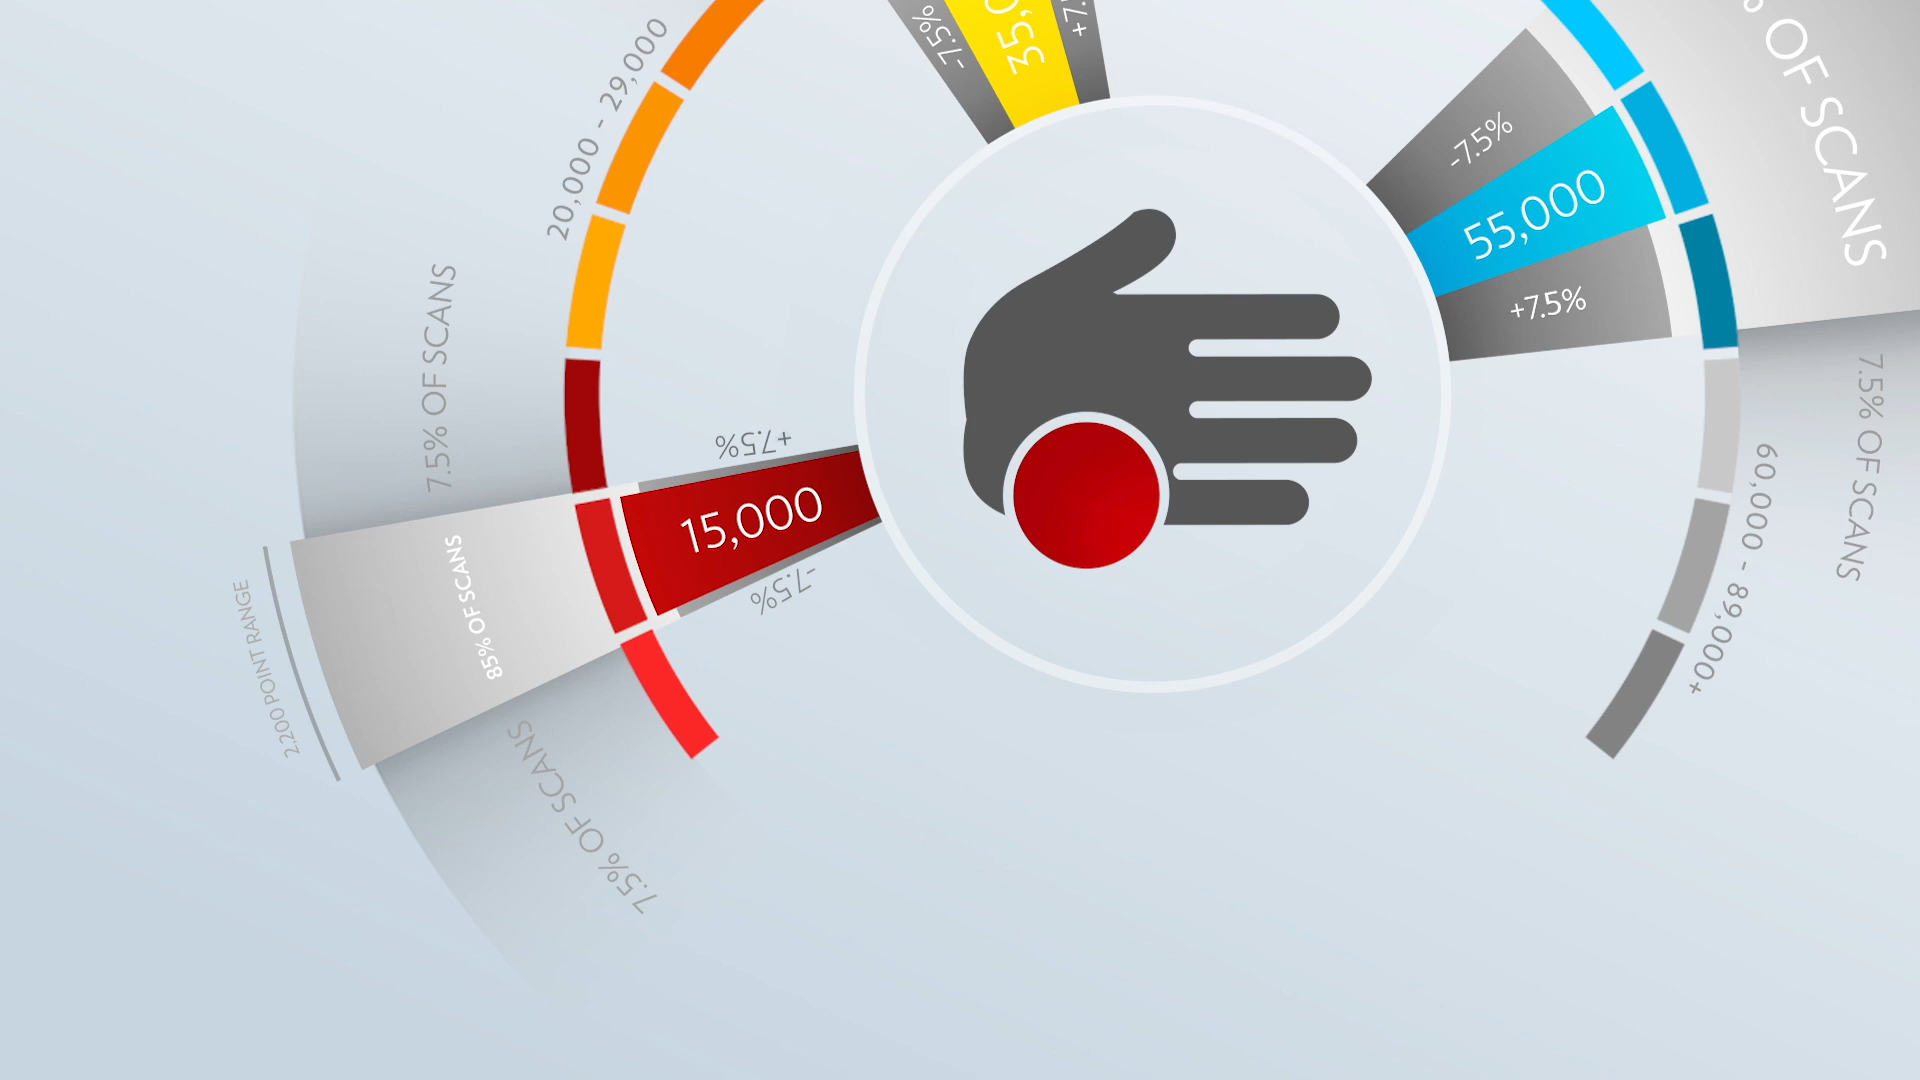 20,000 - 29,000
-7.5%
35,0
+7.
-7.5%
55,000
+7.5%
% OF SCANS
7.5% OF SCANS
60,000 - 89,000+
7.5% OF SCANS
+7.5%
15,000
-7.5%
85% OF SCANS
2,200 POINT RANGE
7.5% OF SCANS